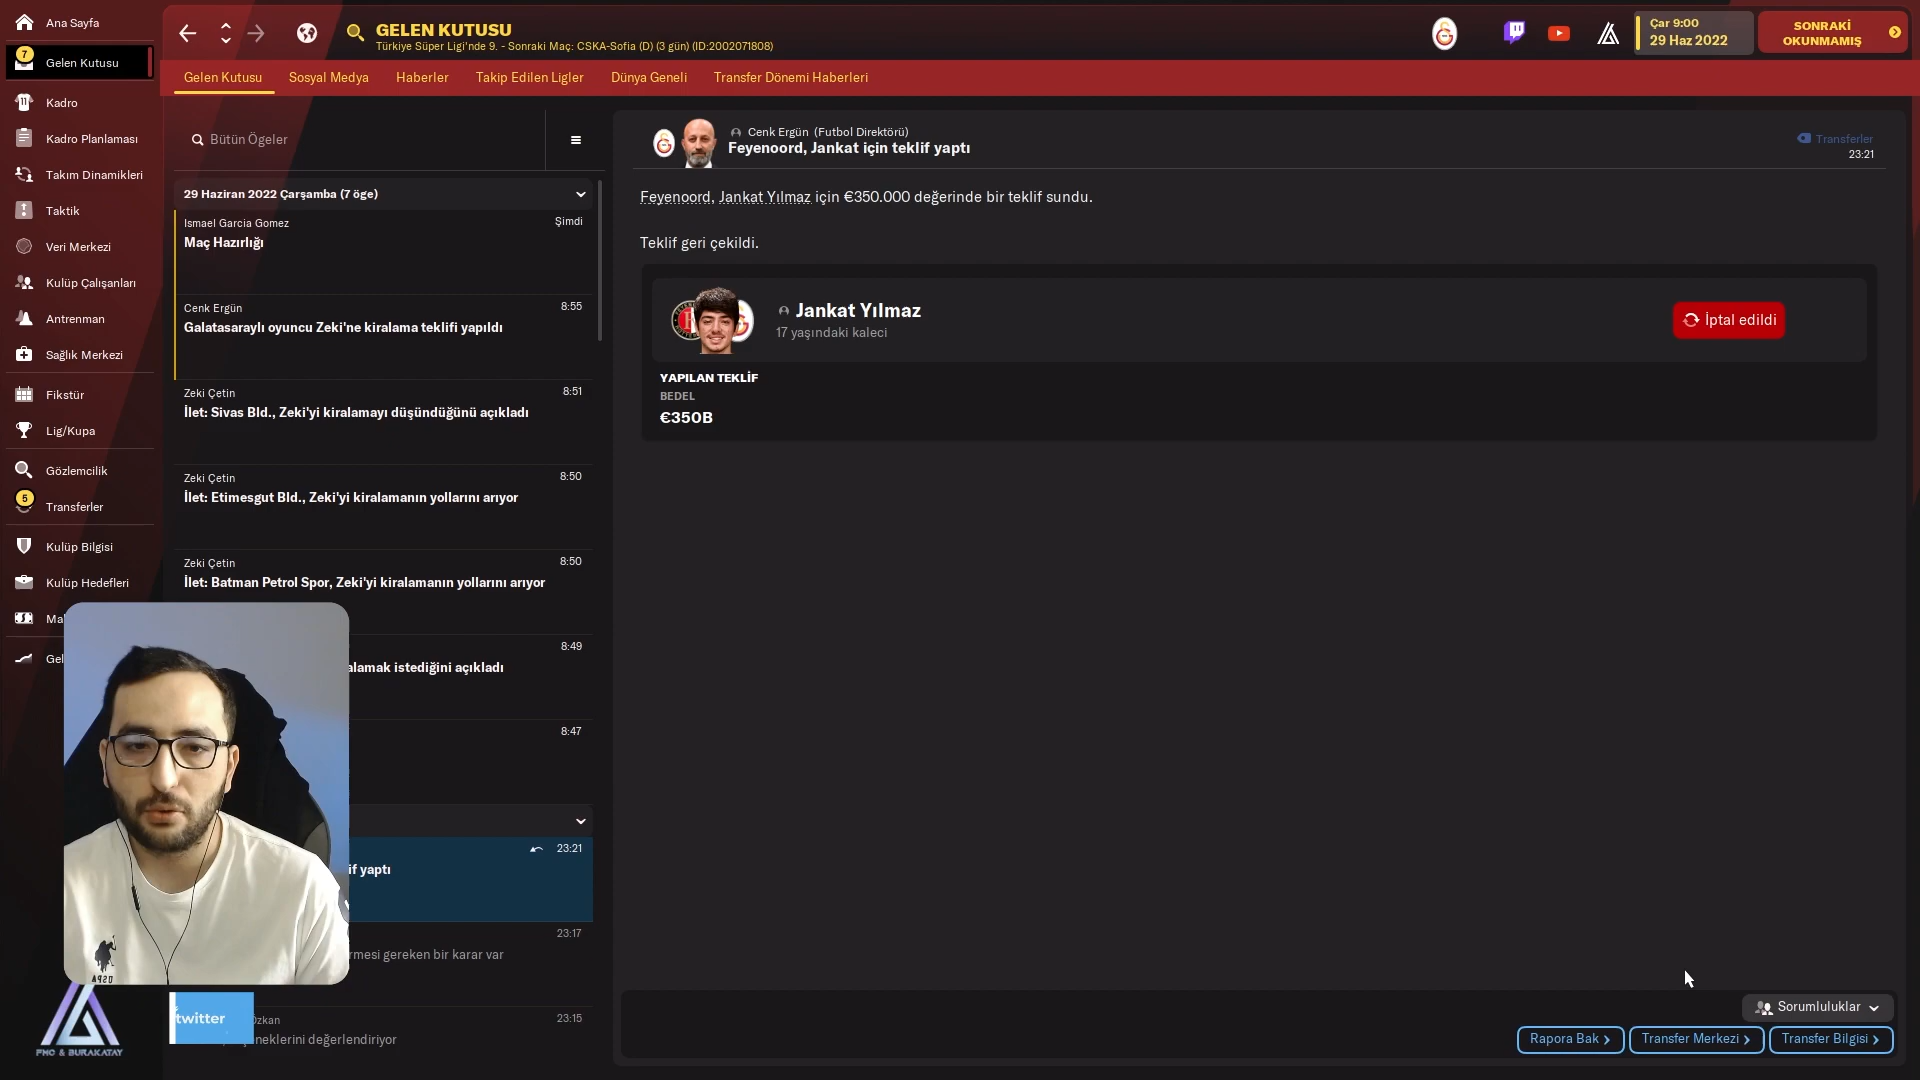 Ana Sayfa
7
Gelen Kutusu
Kadro
Kadro Planlaması
Takım Dinamikleri
Taktik
Veri Merkezi
Kulüp Çalışanları
Antrenman
Sağlık Merkezi
Fikstür
Lig/Kupa
Gözlemcilik
5
Transferler
Kulüp Bilgisi
Kulüp Hedefleri
Ma
Gel
GELEN KUTUSU
Türkiye Süper Ligi'nde 9. - Sonraki Maç: CSKA-Sofia (D) (3 gün) (ID:2002071808)
Çar 9:00
29 Haz 2022
SONRAKİ
OKUNMAMIŞ
Gelen Kutusu Sosyal Medya Haberler Takip Edilen Ligler Dünya Geneli Transfer Dönemi Haberleri
Bütün Ögeler
29 Haziran 2022 Çarşamba (7 öge)
Ismael Garcia Gomez Şimdi
Maç Hazırlığı
Cenk Ergün 8:55
Galatasaraylı oyuncu Zeki'ne kiralama teklifi yapıldı
Zeki Çetin 8:51
İlet: Sivas Bld., Zeki'yi kiralamayı düşündüğünü açıkladı
Zeki Çetin 8:50
İlet: Etimesgut Bld., Zeki'yi kiralamanın yollarını arıyor
Zeki Çetin 8:50
İlet: Batman Petrol Spor, Zeki'yi kiralamanın yollarını arıyor
8:49
alamak istediğini açıkladı
8:47
23:21
if yaptı
23:17
rmesi gereken bir karar var
Özkan 23:15
neklerini değerlendiriyor
Cenk Ergün (Futbol Direktörü)
Feyenoord, Jankat için teklif yaptı
Transferler
23:21
Feyenoord, Jankat Yılmaz için €350.000 değerinde bir teklif sundu.
Teklif geri çekildi.
Jankat Yılmaz
17 yaşındaki kaleci
İptal edildi
YAPILAN TEKLİF
BEDEL
€350B
Sorumluluklar
Rapora Bak Transfer Merkezi Transfer Bilgisi
twitter
FMC & BURAKATAY